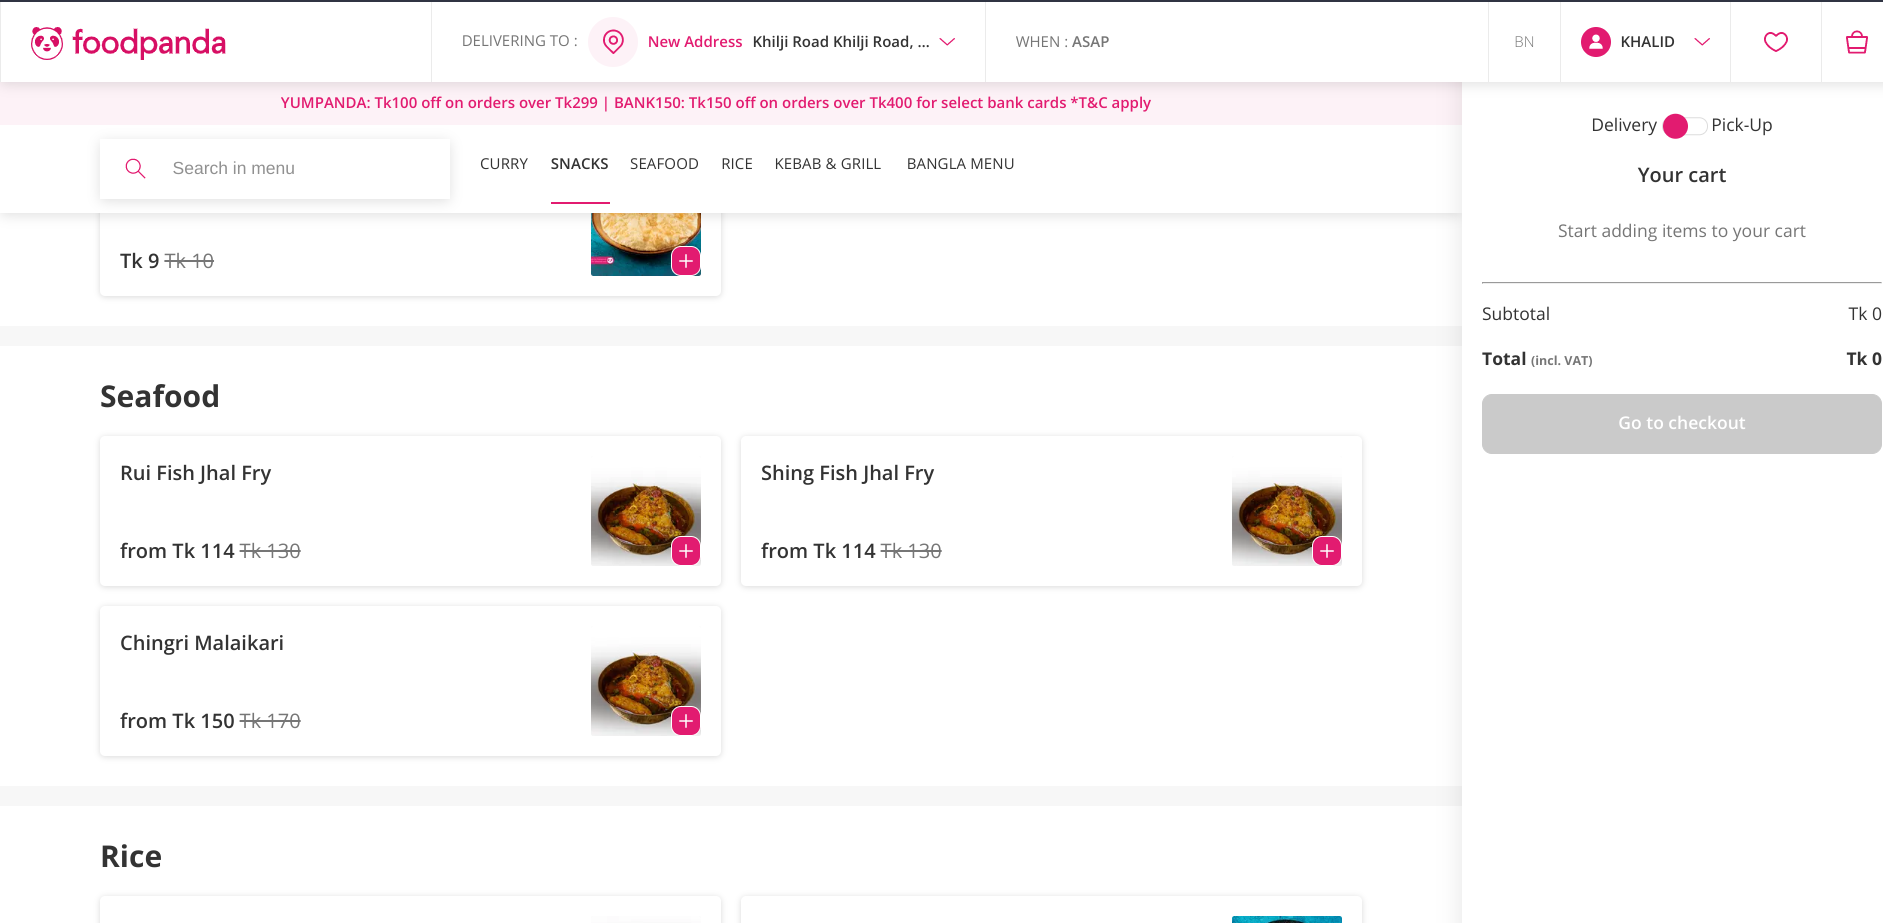 foodpanda
DELIVERING TO : New Address Khilji Road Khilji Road, ...
WHEN : ASAP
BN
KHALID
YUMPANDA: Tk100 off on orders over Tk299 | BANK150: Tk150 off on orders over Tk400 for select bank cards *T&C apply
Search in menu
CURRY SNACKS SEAFOOD RICE KEBAB & GRILL BANGLA MENU
Tk 9 Tk 10
Seafood
Rui Fish Jhal Fry
from Tk 114 Tk 130
Shing Fish Jhal Fry
from Tk 114 Tk 130
Chingri Malaikari
from Tk 150 Tk 170
Rice
Delivery Pick-Up
Your cart
Start adding items to your cart
Subtotal Tk 0
Total (incl. VAT) Tk 0
Go to checkout